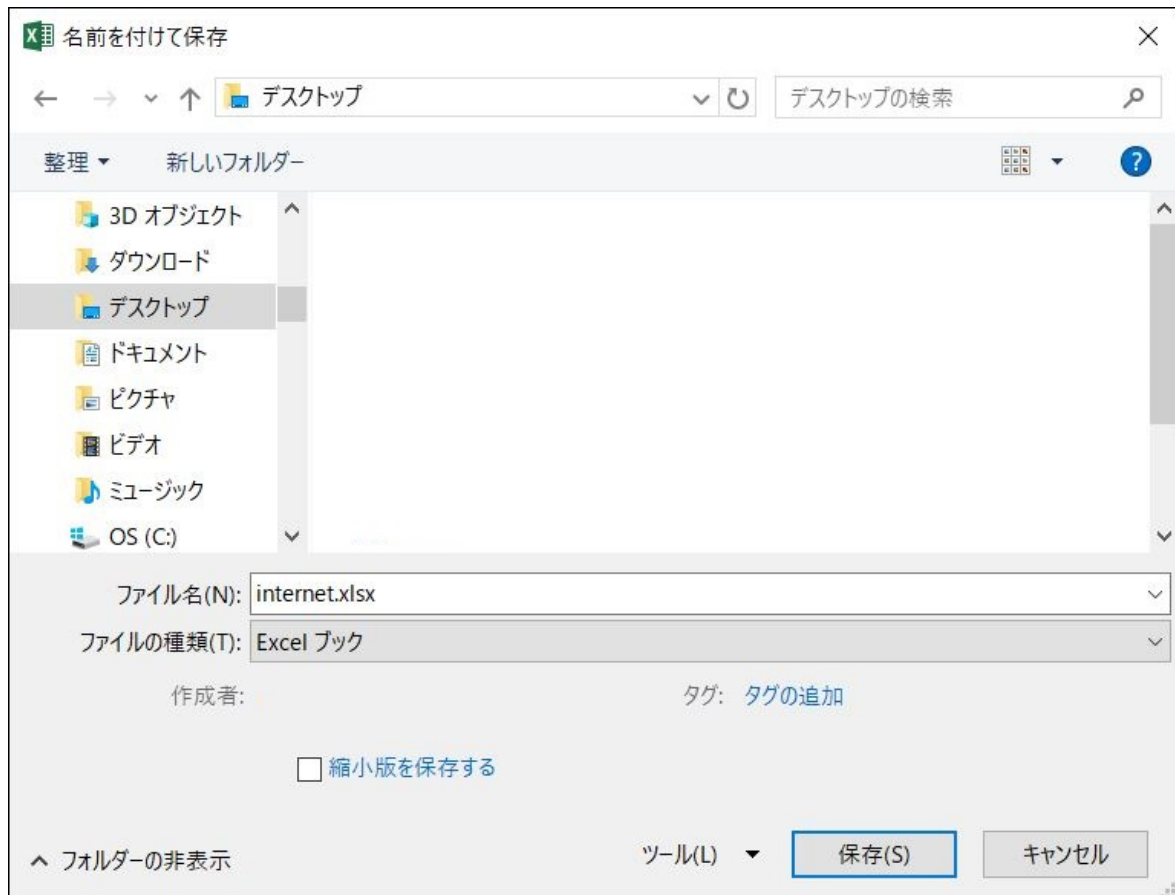 名前を付けて保存
デスクトップ
デスクトップの検索
整理
新しいフォルダー
?
3D オブジェクト
ダウンロード
デスクトップ
ドキュメント
ピクチャ
ビデオ
ミュージック
OS (C:)
ファイル名(N): internet.xlsx
ファイルの種類(T): Excel ブック
作成者:
タグ: タグの追加
縮小版を保存する
フォルダーの非表示
ツール(L)
保存(S)
キャンセル